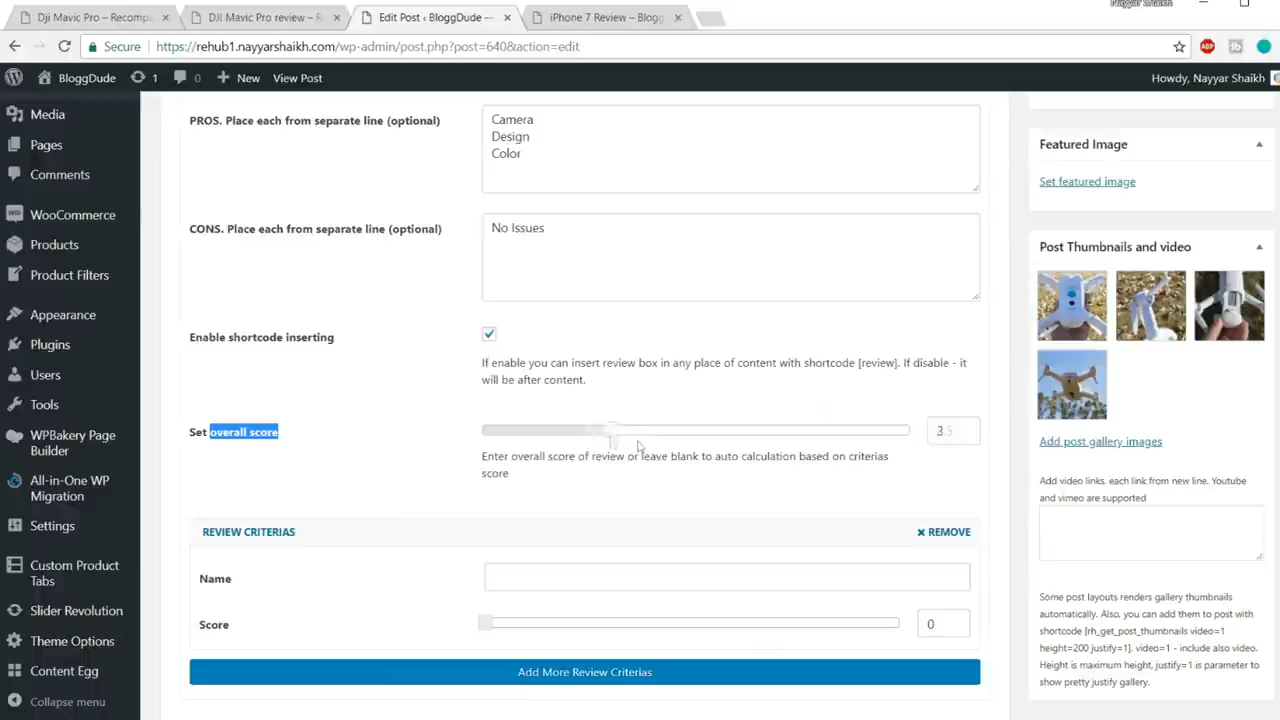 Dji Mavic Pro – Recomp
DJI Mavic Pro review – R
Edit Post ‹ BloggDude —
iPhone 7 Review – Blogg
Nayyar Shaikh
Secure
https://rehub1.nayyarshaikh.com/wp-admin/post.php?post=640&action=edit
ABP
BloggDude
1
0
New
View Post
Howdy, Nayyar Shaikh
Media
Pages
Comments
WooCommerce
Products
Product Filters
Appearance
Plugins
Users
Tools
WPBakery Page
Builder
All-in-One WP
Migration
Settings
Custom Product
Tabs
Slider Revolution
Theme Options
Content Egg
Collapse menu
PROS. Place each from separate line (optional)
Camera
Design
Color
CONS. Place each from separate line (optional)
No Issues
Enable shortcode inserting
If enable you can insert review box in any place of content with shortcode [review]. If disable - it
will be after content.
Set overall score
Enter overall score of review or leave blank to auto calculation based on criterias
score
REVIEW CRITERIAS
REMOVE
Name
Score
0
Add More Review Criterias
Featured Image
Set featured image
Post Thumbnails and video
Add post gallery images
Add video links, each link from new line. Youtube
and vimeo are supported
Some post layouts renders gallery thumbnails
automatically. Also, you can add them to post with
shortcode [rh_get_post_thumbnails video=1
height=200 justify=1]. video=1 - include also video.
Height is maximum height, justify=1 is parameter to
show pretty justify gallery.